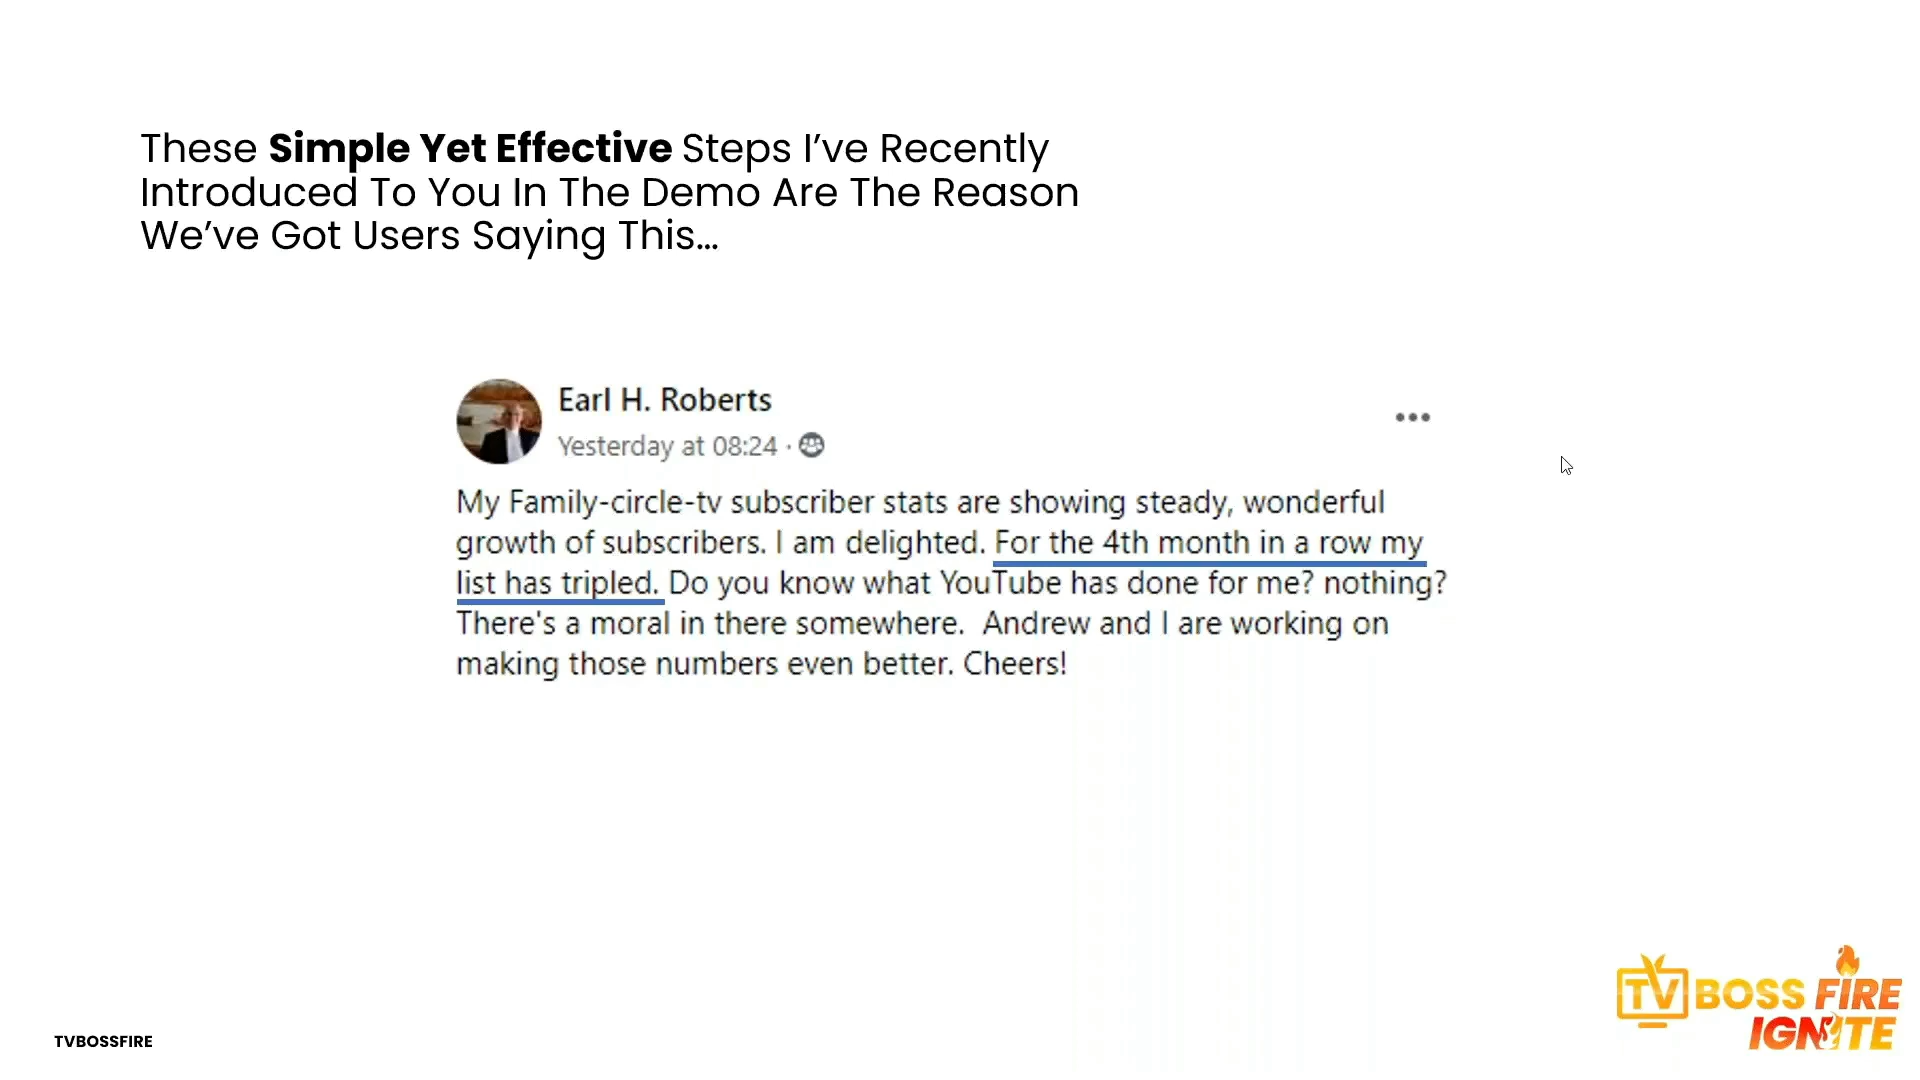 These Simple Yet Effective Steps I’ve Recently
Introduced To You In The Demo Are The Reason
We’ve Got Users Saying This…
Earl H. Roberts
Yesterday at 08:24 ·
My Family-circle-tv subscriber stats are showing steady, wonderful
growth of subscribers. I am delighted. For the 4th month in a row my
list has tripled. Do you know what YouTube has done for me? nothing?
There's a moral in there somewhere.  Andrew and I are working on
making those numbers even better. Cheers!
TV BOSS FIRE
IGNITE
TVBOSSFIRE